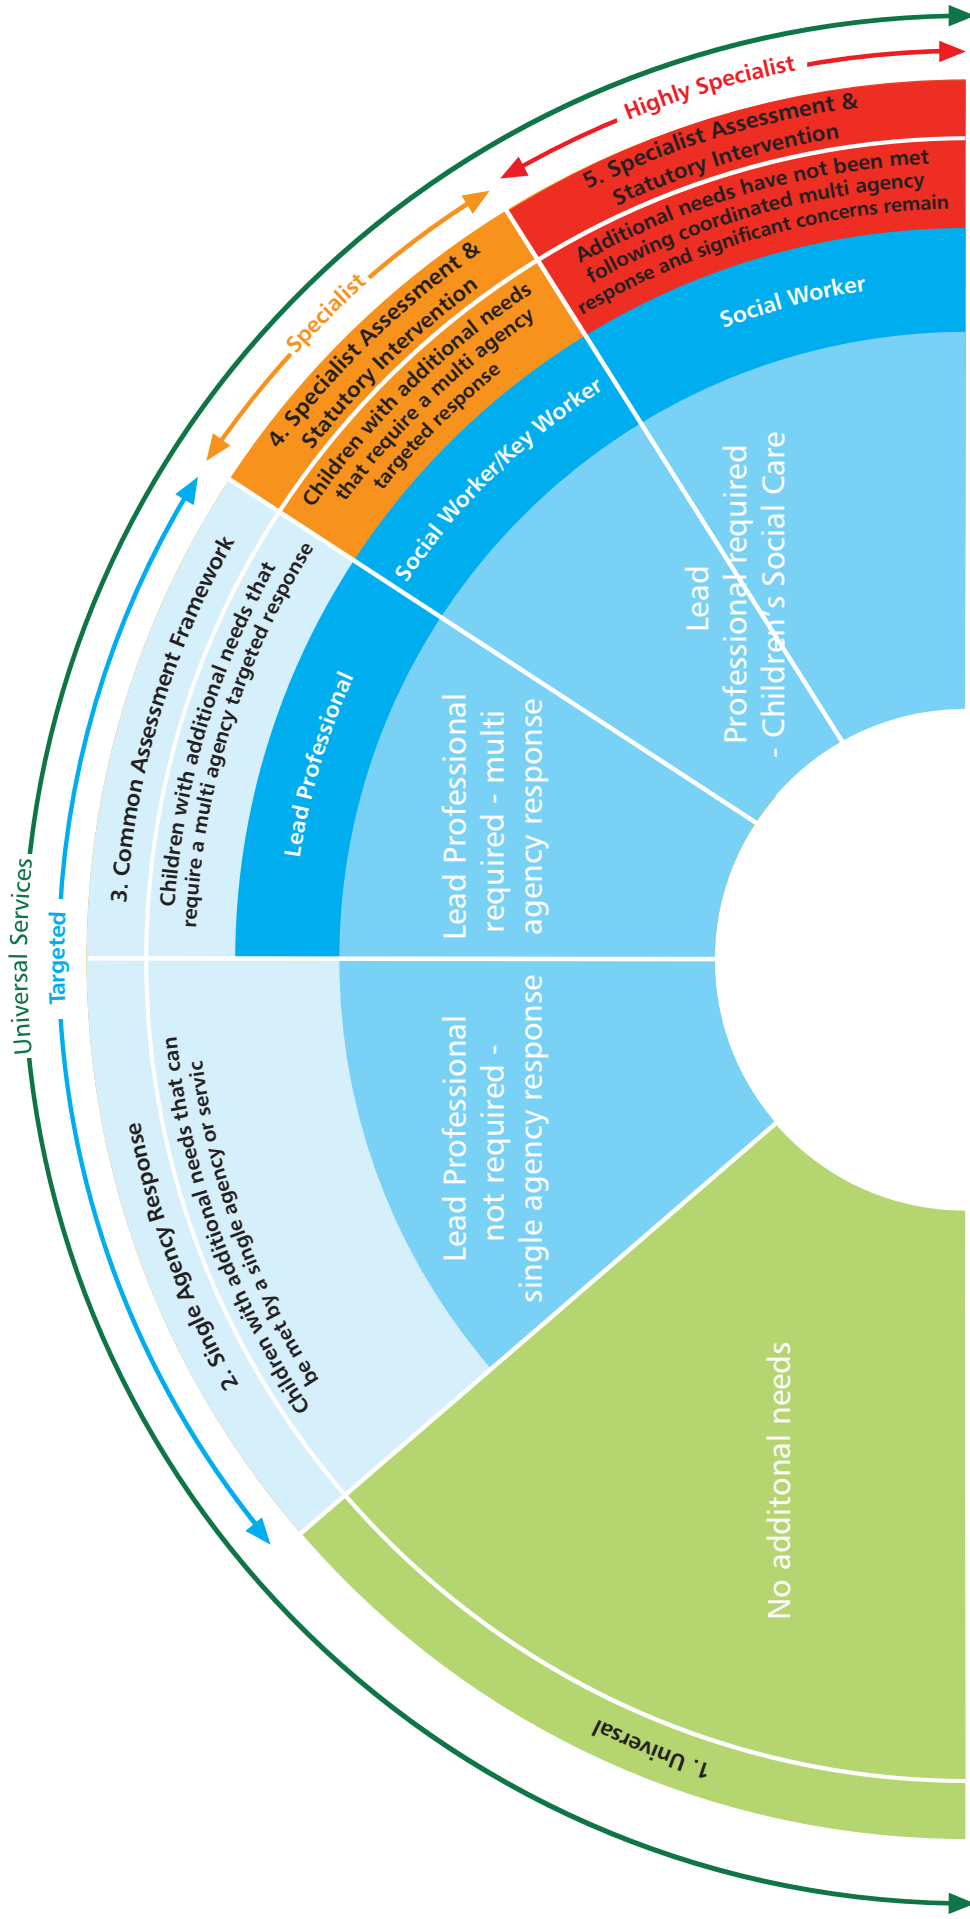 Universal Services
Targeted
Specialist
Highly Specialist
1. Universal
No additonal needs
2. Single Agency Response
Children with additional needs that can
be met by a single agency or servic
Lead Professional
not required -
single agency response
3. Common Assessment Framework
Children with additional needs that
require a multi agency targeted response
Lead Professional
Lead Professional
required - multi
agency response
4. Specialist Assessment &
Statutory Intervention
Children with additional needs
that require a multi agency
targeted response
Social Worker/Key Worker
5. Specialist Assessment &
Statutory Intervention
Additional needs have not been met
following coordinated multi agency
response and significant concerns remain
Social Worker
Lead
Professional required
- Children's Social Care